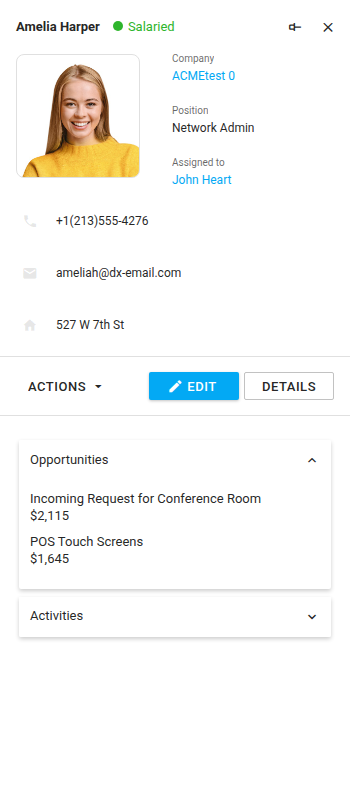 Amelia Harper Salaried
Company
ACMEtest 0
Position
Network Admin
Assigned to
John Heart
+1(213)555-4276
ameliah@dx-email.com
527 W 7th St
ACTIONS EDIT DETAILS
Opportunities
Incoming Request for Conference Room
$2,115
POS Touch Screens
$1,645
Activities